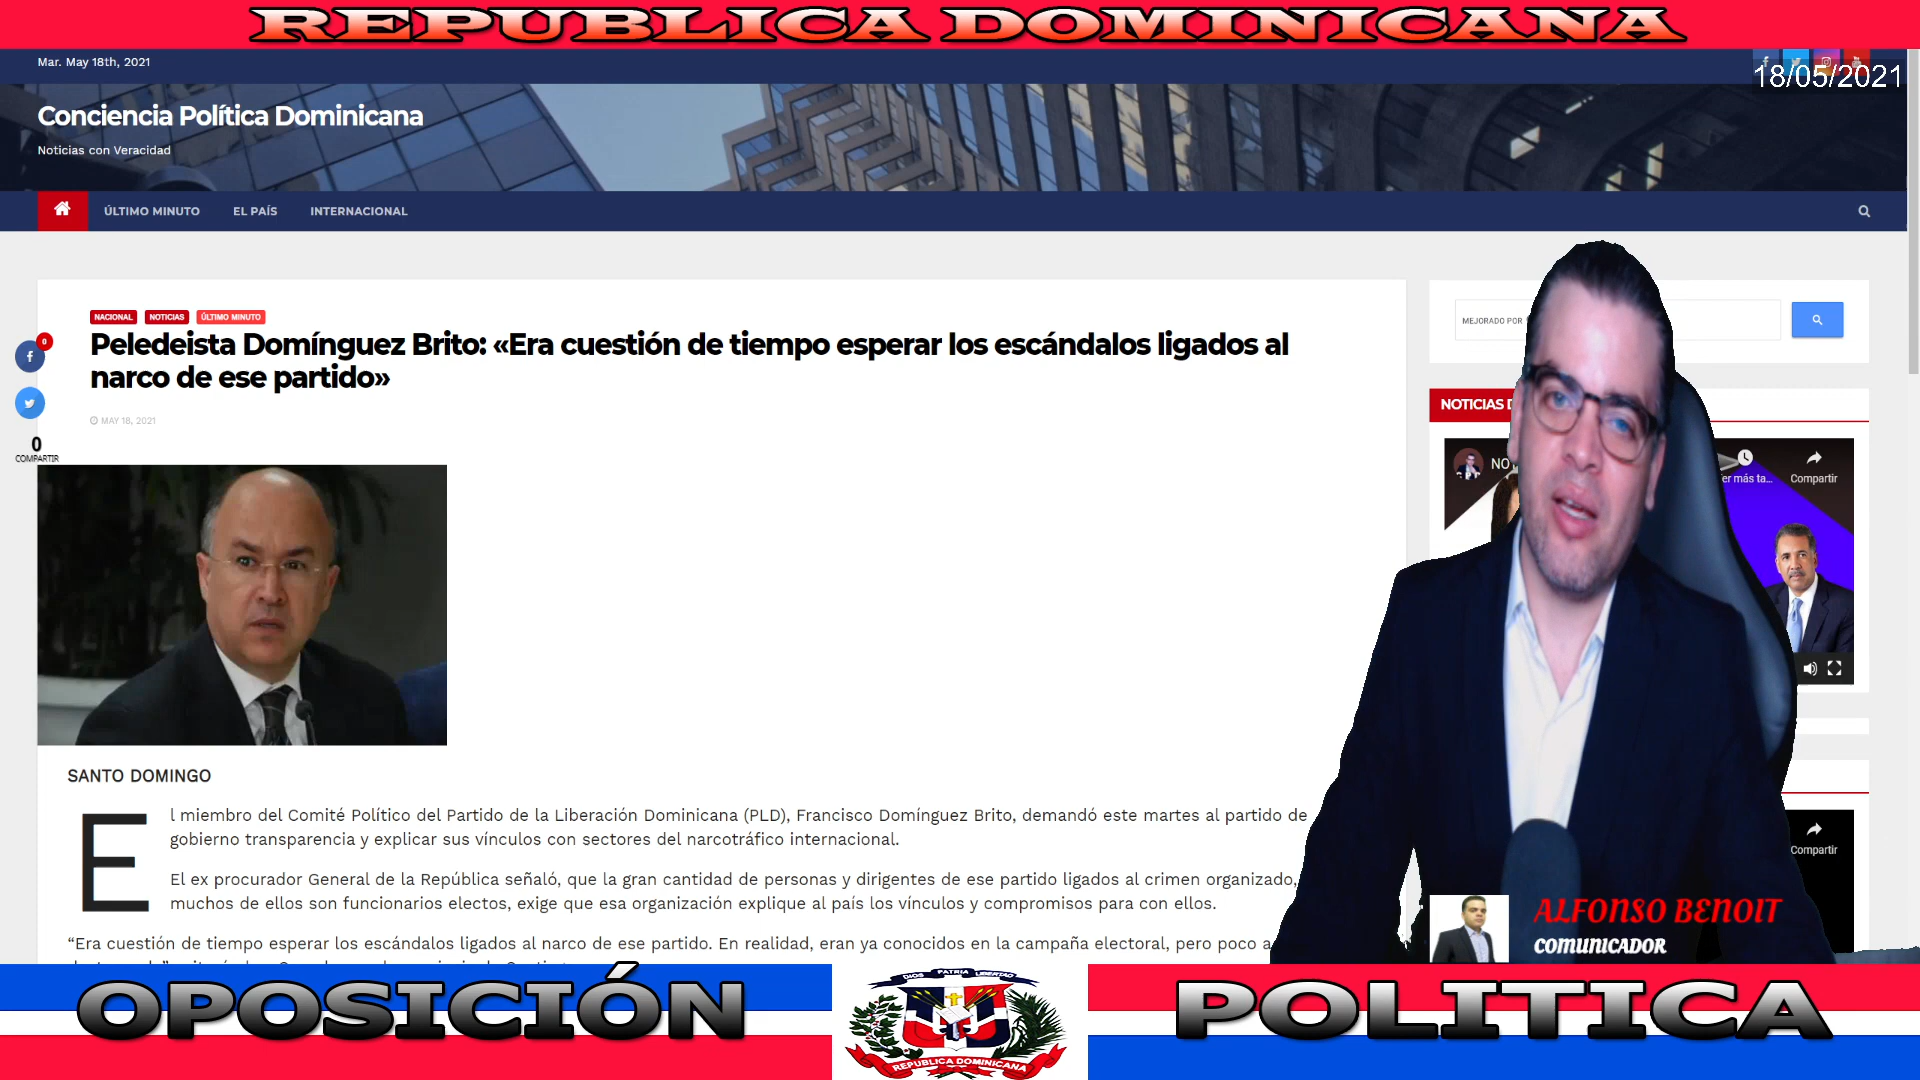 REPUBLICA DOMINICANA
Mar. May 18th, 2021
18/05/2021
Conciencia Política Dominicana
Noticias con Veracidad
ÚLTIMO MINUTO
EL PAÍS
INTERNACIONAL
NACIONAL
NOTICIAS
ÚLTIMO MINUTO
Peledeista Domínguez Brito: «Era cuestión de tiempo esperar los escándalos ligados al
narco de ese partido»
MAY 18, 2021
0
0
COMPARTIR
MEJORADO POR
NOTICIAS
NO
er más ta...
Compartir
SANTO DOMINGO
El miembro del Comité Político del Partido de la Liberación Dominicana (PLD), Francisco Domínguez Brito, demandó este martes al partido de
gobierno transparencia y explicar sus vínculos con sectores del narcotráfico internacional.
El ex procurador General de la República señaló, que la gran cantidad de personas y dirigentes de ese partido ligados al crimen organizado,
muchos de ellos son funcionarios electos, exige que esa organización explique al país los vínculos y compromisos para con ellos.
“Era cuestión de tiempo esperar los escándalos ligados al narco de ese partido. En realidad, eran ya conocidos en la campaña electoral, pero poco a
Compartir
ALFONSO BENOIT
COMUNICADOR
OPOSICIÓN
DIOS PATRIA LIBERTAD
REPUBLICA DOMINICANA
POLITICA